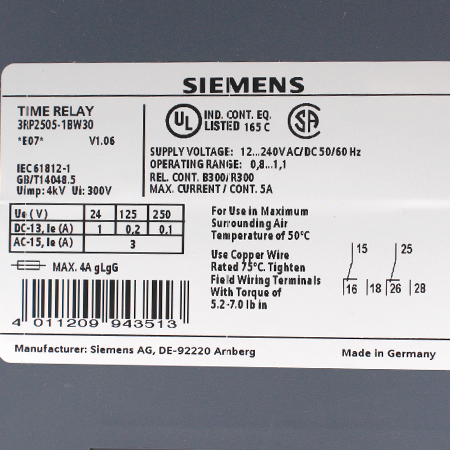 SIEMENS
TIME RELAY
3RP2505-1BW30
*E07* V1.06
IEC 61812-1
GB/T14048.5
Uimp: 4kV Ui: 300V
UL IND. CONT. EQ.
LISTED 165 C
SA
SUPPLY VOLTAGE: 12...240V AC/DC 50/60 Hz
OPERATING RANGE: 0,8...1,1
REL. CONT. B300/R300
MAX. CURRENT / CONT. 5A
Ue (V) 24 125 250
DC-13, Ie (A) 1 0,2 0,1
AC-15, Ie (A) 3
MAX. 4A gLgG
4 011209 943513
For Use in Maximum
Surrounding Air
Temperature of 50°C
Use Copper Wire
Rated 75°C. Tighten
Field Wiring Terminals
With Torque of
5.2-7.0 lb in
15 25
16 18 26 28
Manufacturer: Siemens AG, DE-92220 Amberg
Made in Germany